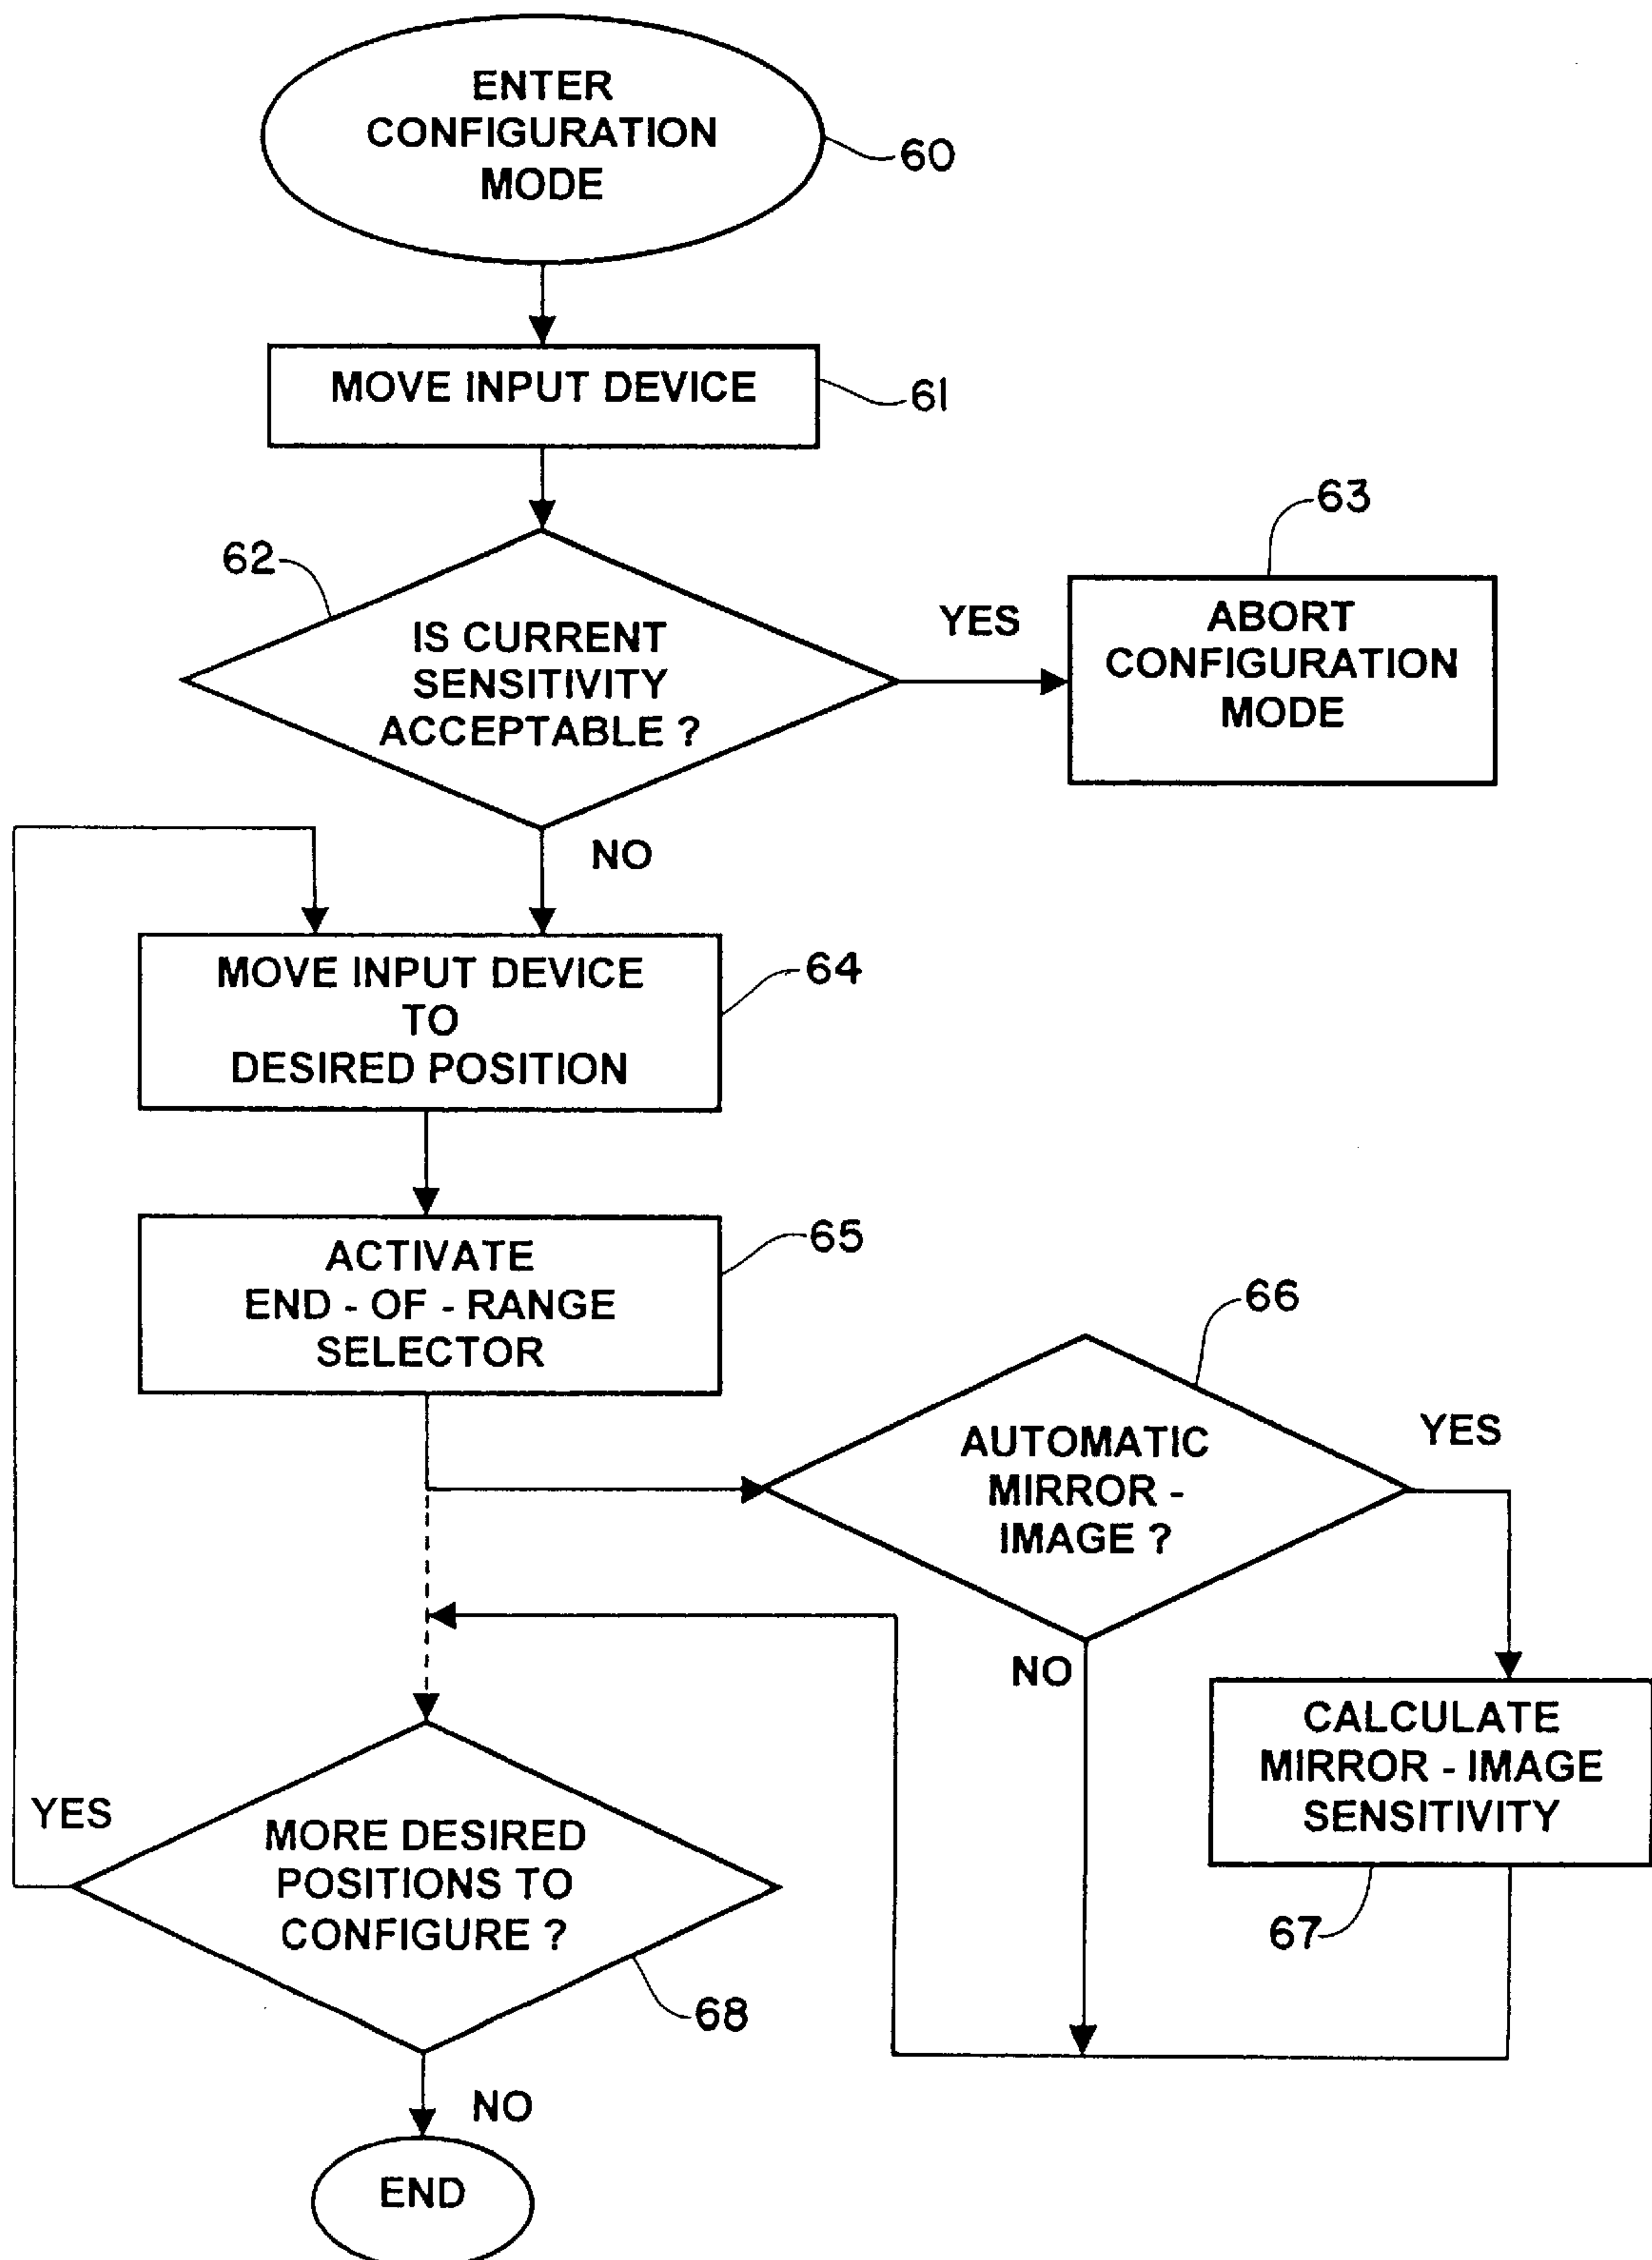 ENTER
CONFIGURATION
MODE
60
MOVE INPUT DEVICE
61
62
IS CURRENT
SENSITIVITY
ACCEPTABLE ?
YES
63
ABORT
CONFIGURATION
MODE
NO
MOVE INPUT DEVICE
TO
DESIRED POSITION
64
ACTIVATE
END - OF - RANGE
SELECTOR
65
66
AUTOMATIC
MIRROR -
IMAGE ?
YES
NO
CALCULATE
MIRROR - IMAGE
SENSITIVITY
67
YES
MORE DESIRED
POSITIONS TO
CONFIGURE ?
68
NO
END